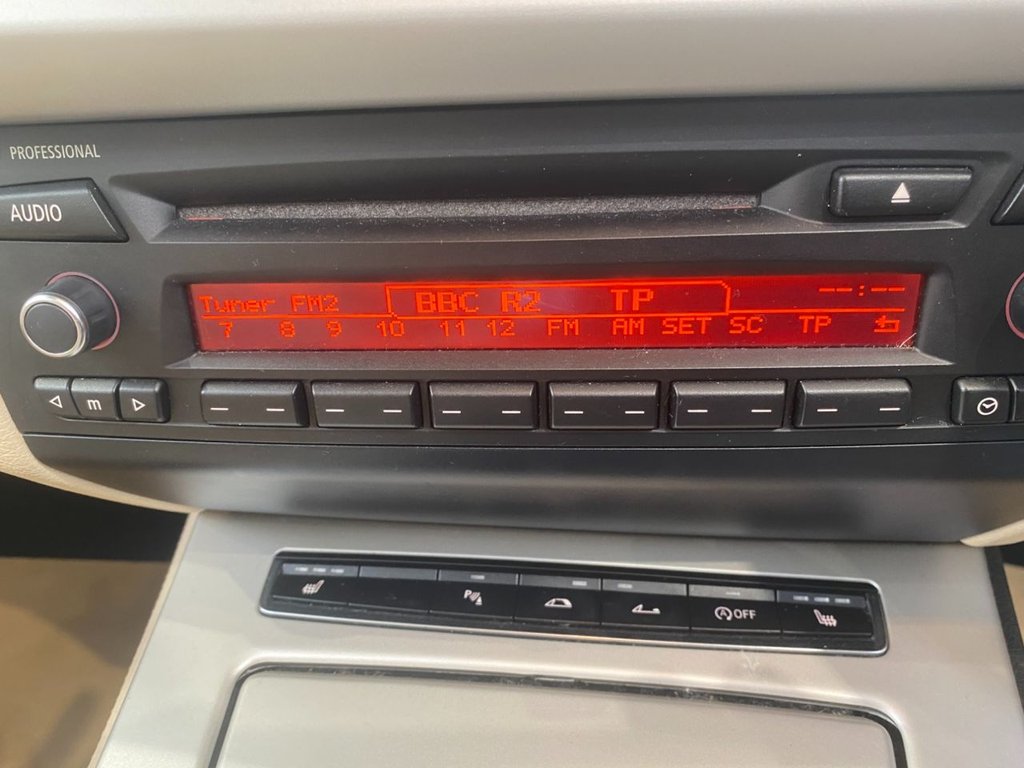 PROFESSIONAL
AUDIO
Tuner FM2 BBC R2 TP --:--
7 8 9 10 11 12 FM AM SET SC TP
m
OFF